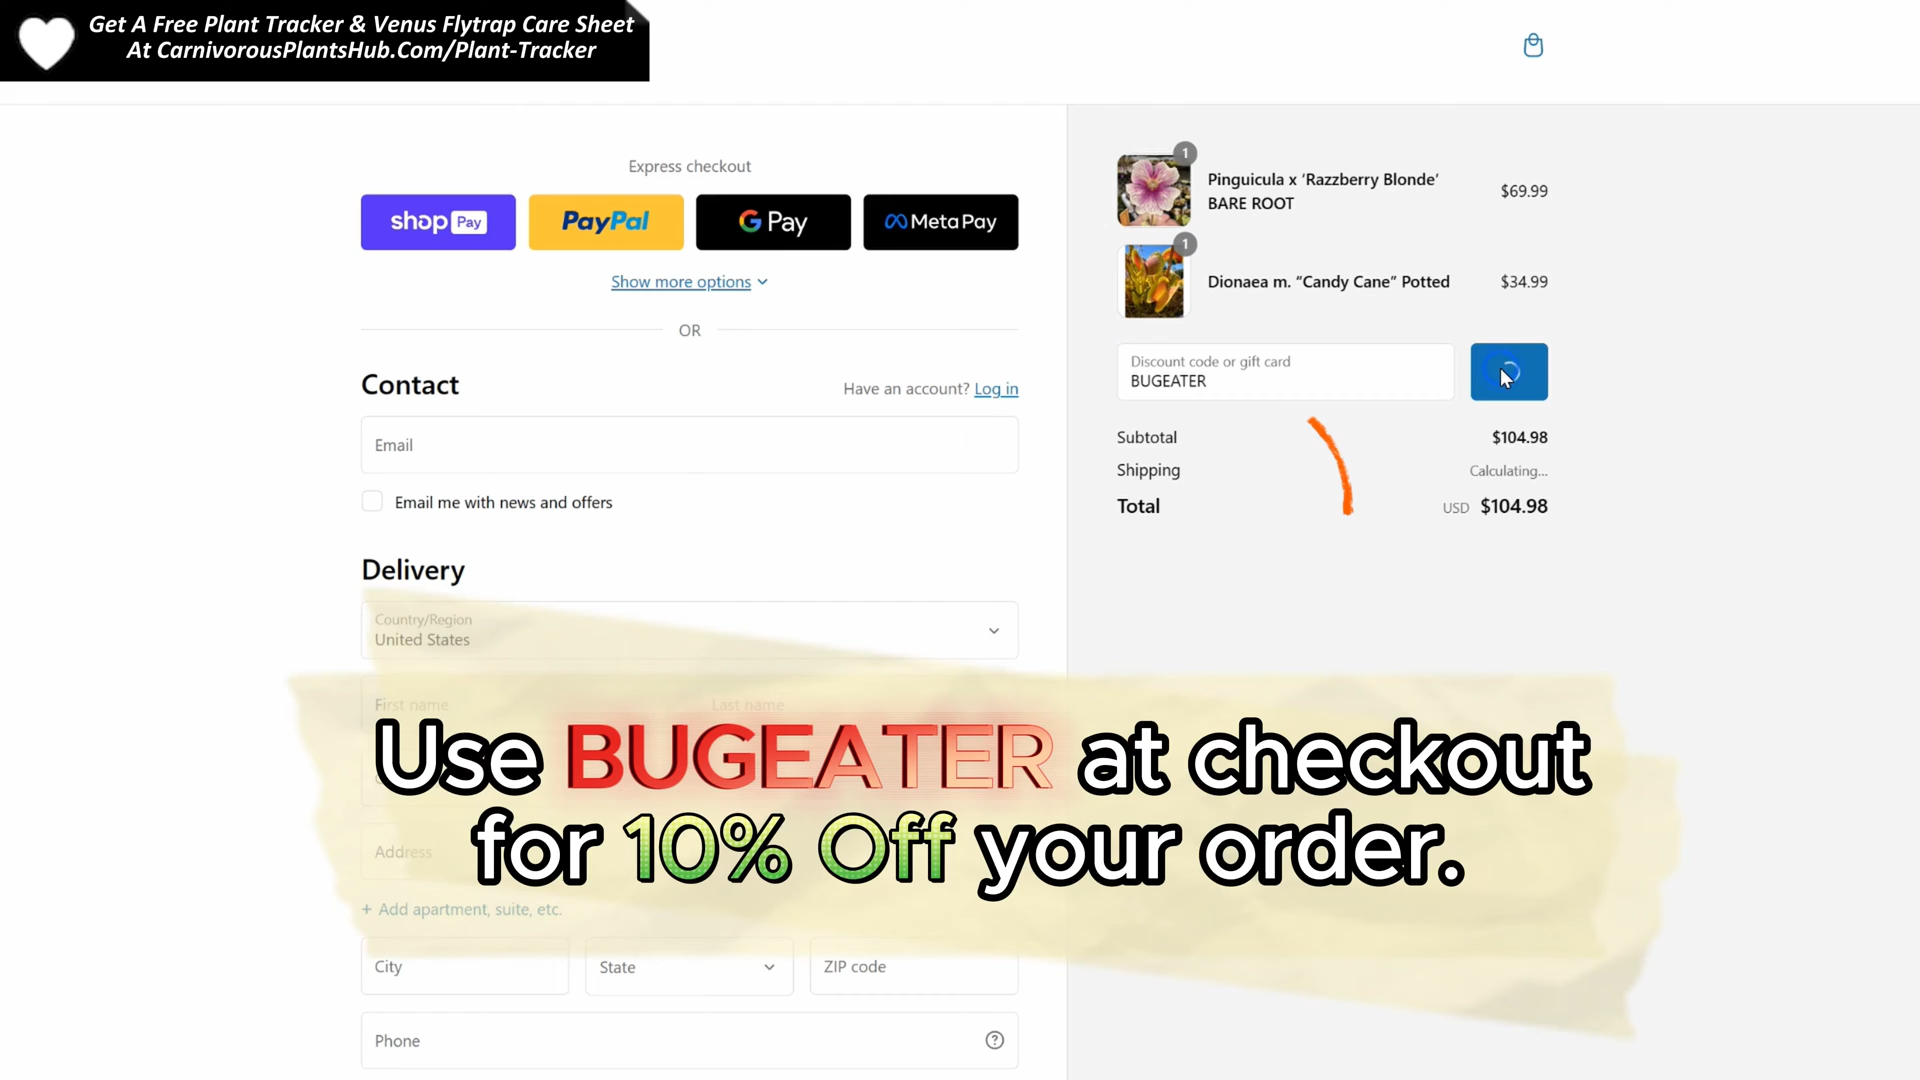 Get A Free Plant Tracker & Venus Flytrap Care Sheet
At CarnivorousPlantsHub.Com/Plant-Tracker
Express checkout
shop Pay
PayPal
G Pay
Meta Pay
Show more options
OR
Contact
Have an account? Log in
Email
Email me with news and offers
Delivery
Country/Region
United States
First name
Last name
Address
+ Add apartment, suite, etc.
City
State
ZIP code
Phone
?
1
Pinguicula x ‘Razzberry Blonde’
BARE ROOT
$69.99
1
Dionaea m. “Candy Cane” Potted
$34.99
Discount code or gift card
BUGEATER
Subtotal
$104.98
Shipping
Calculating...
Total
USD $104.98
Use BUGEATER at checkout
for 10% Off your order.